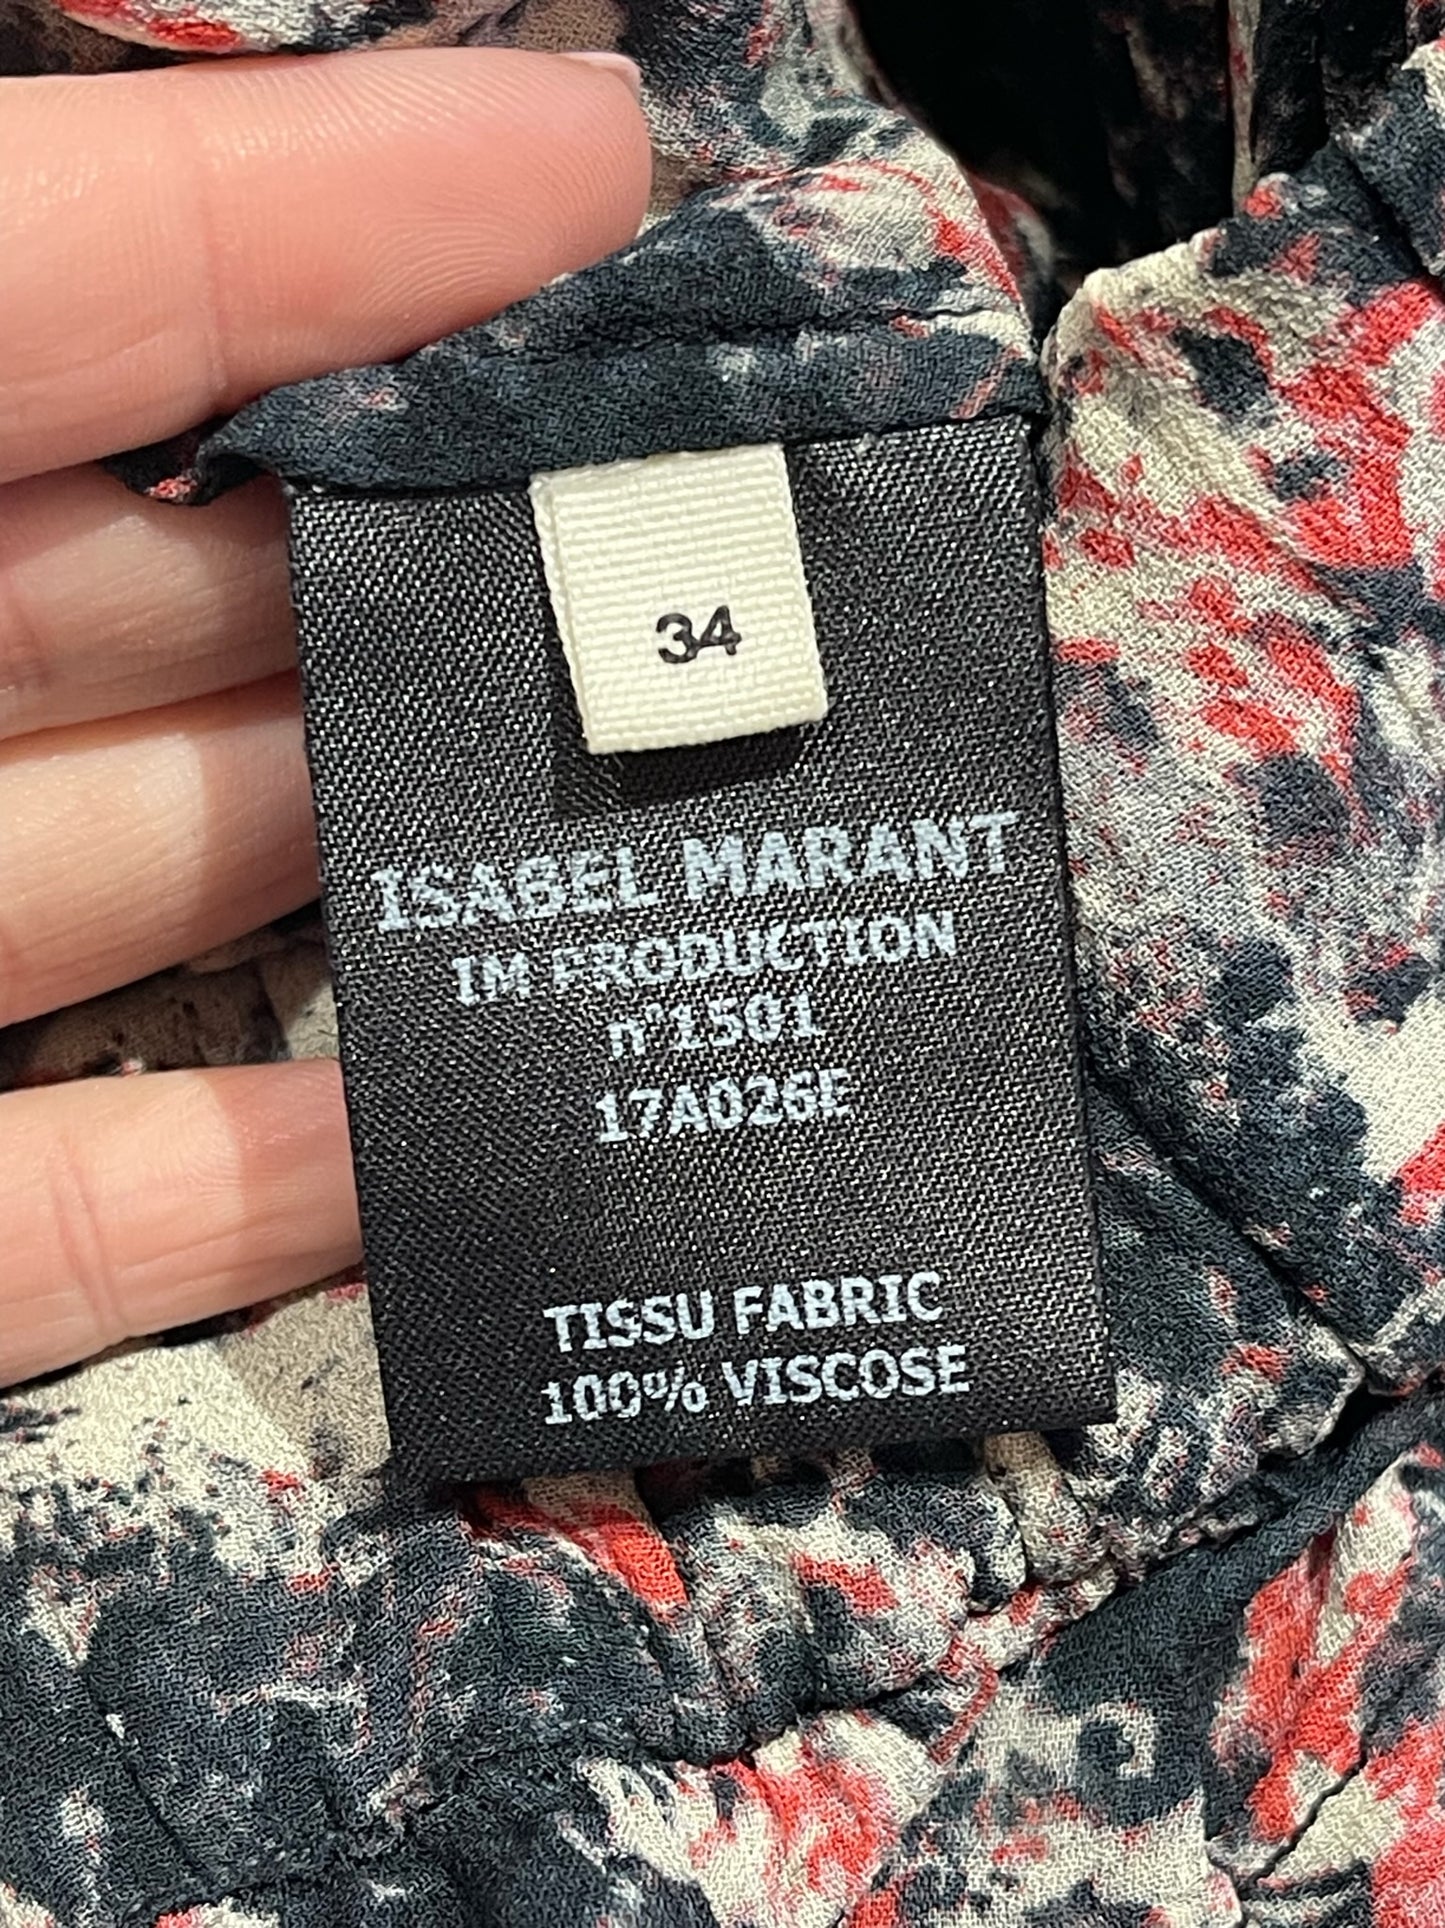 34
ISABEL MARANT
IM PRODUCTION
n°1501
17A026E
TISSU FABRIC
100% VISCOSE